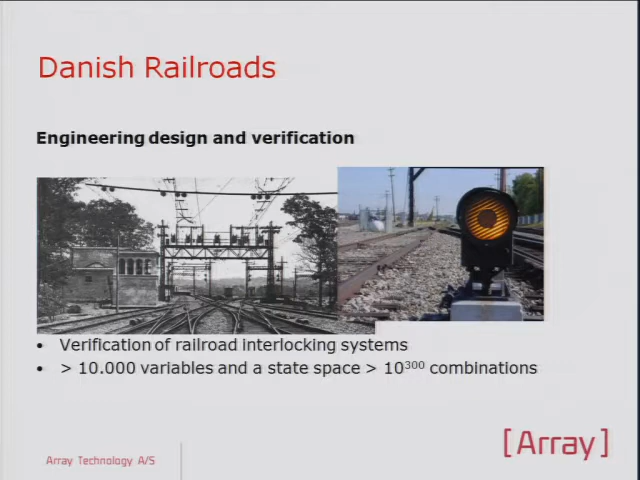 Danish Railroads
Engineering design and verification
• Verification of railroad interlocking systems
• > 10.000 variables and a state space > 10³⁰⁰ combinations
[Array]
Array Technology A/S